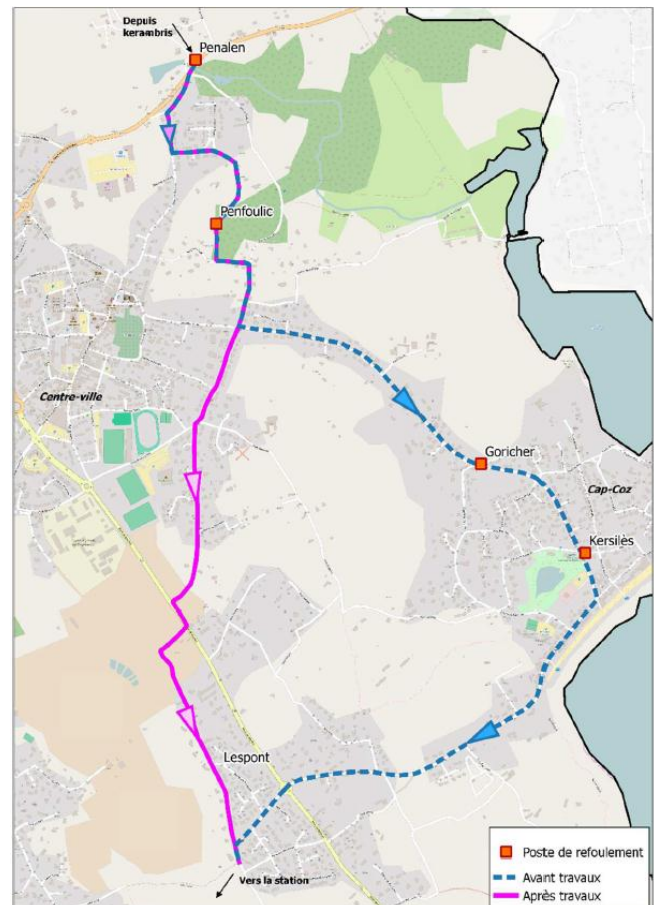 Depuis
kerambris
Penalen
Penfoulic
Centre-ville
Goricher
Cap-Coz
Kersilès
Lespont
Vers la station
Poste de refoulement
Avant travaux
Après travaux